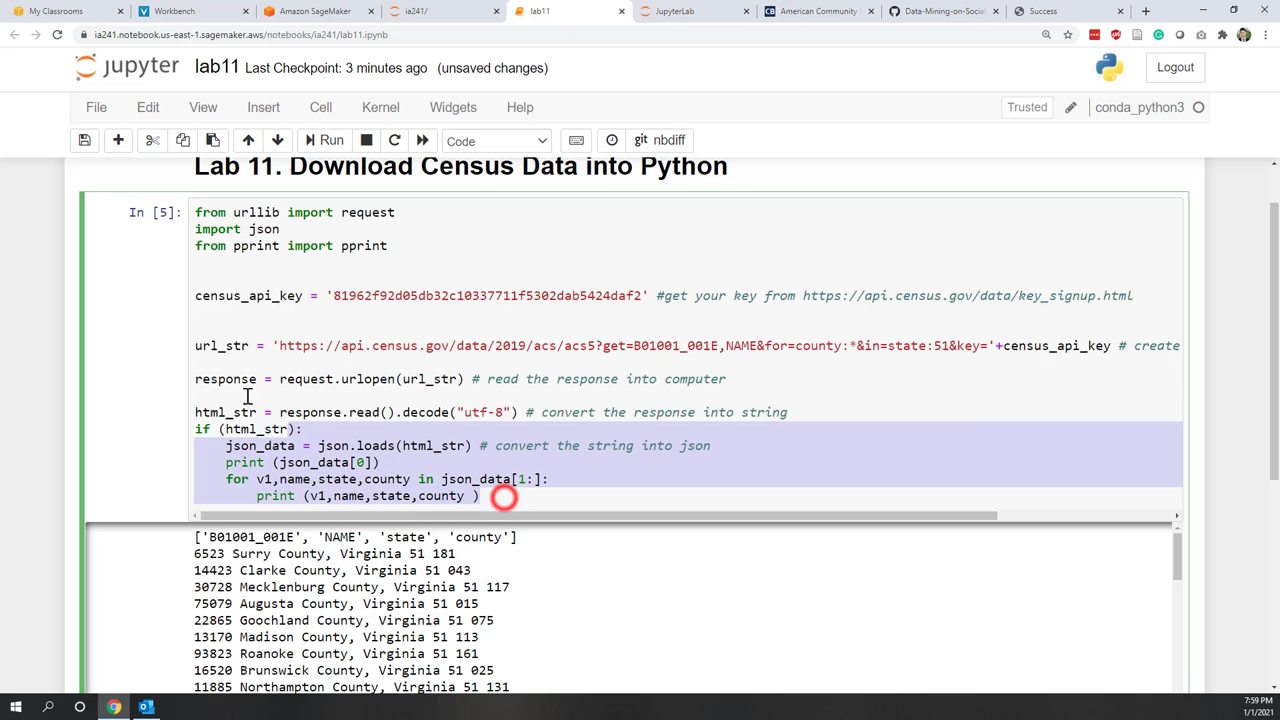 My Classrooms
Workbench
Amazon SageMaker
ia241/
lab11
JupyterLab
American Community
Data-Mining-on-Social
Success
ia241.notebook.us-east-1.sagemaker.aws/notebooks/ia241/lab11.ipynb
jupyter lab11 Last Checkpoint: 3 minutes ago (unsaved changes)
Logout
File Edit View Insert Cell Kernel Widgets Help
Trusted
conda_python3
Run
Code
git nbdiff
Lab 11. Download Census Data into Python
In [5]:
from urllib import request
import json
from pprint import pprint
census_api_key = '81962f92d05db32c10337711f5302dab5424daf2' #get your key from https://api.census.gov/data/key_signup.html
url_str = 'https://api.census.gov/data/2019/acs/acs5?get=B01001_001E,NAME&for=county:*&in=state:51&key='+census_api_key # create
response = request.urlopen(url_str) # read the response into computer
html_str = response.read().decode("utf-8") # convert the response into string
if (html_str):
json_data = json.loads(html_str) # convert the string into json
print (json_data[0])
for v1,name,state,county in json_data[1:]:
print (v1,name,state,county )
['B01001_001E', 'NAME', 'state', 'county']
6523 Surry County, Virginia 51 181
14423 Clarke County, Virginia 51 043
30728 Mecklenburg County, Virginia 51 117
75079 Augusta County, Virginia 51 015
22865 Goochland County, Virginia 51 075
13170 Madison County, Virginia 51 113
93823 Roanoke County, Virginia 51 161
16520 Brunswick County, Virginia 51 025
11885 Northampton County, Virginia 51 131
7:59 PM
1/1/2021